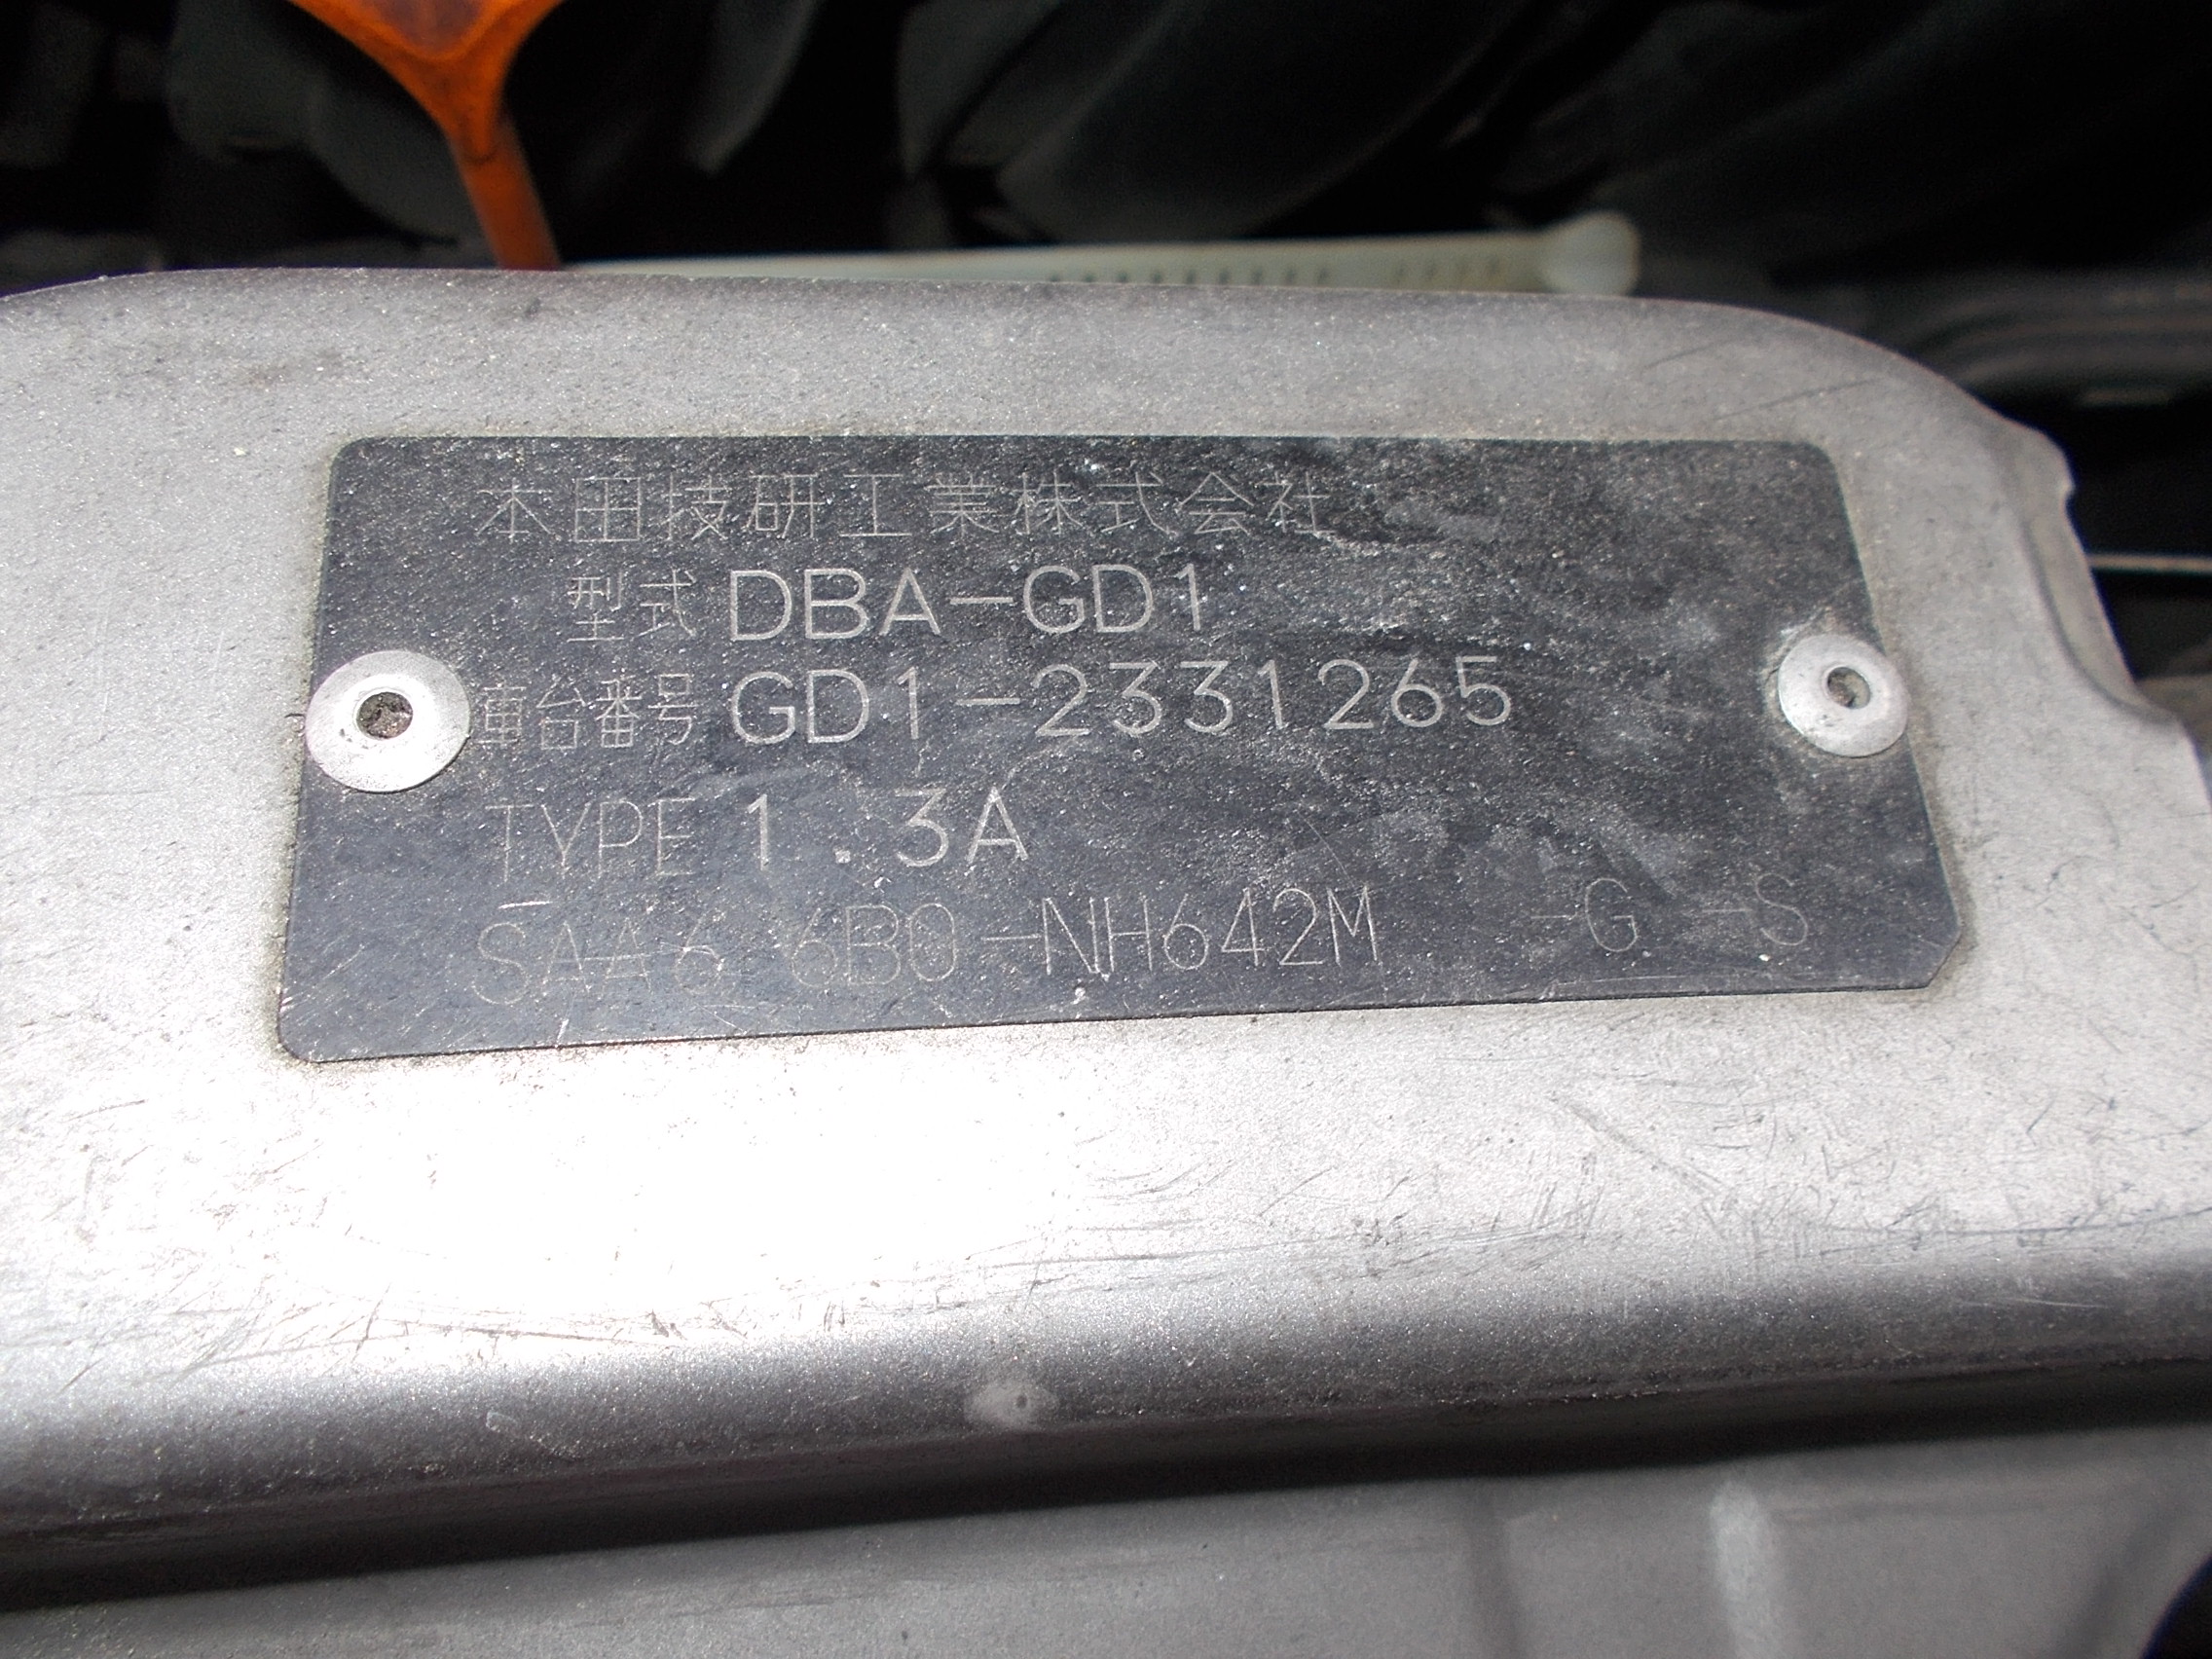 本田技研工業株式会社
型式 DBA-GD1
車台番号 GD1-2331265
TYPE 1.3A
SAA6 6B0-NH642M -G -S